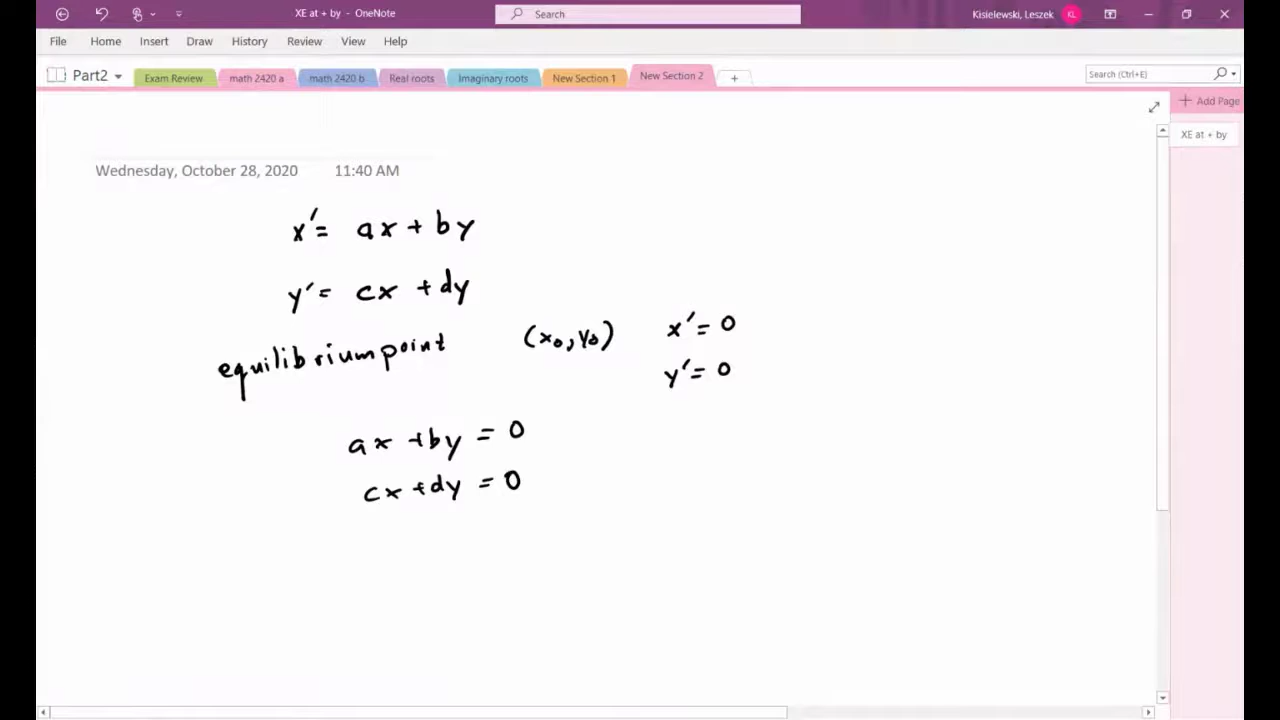 XE at + by - OneNote
Search
Kisielewski, Leszek
KL
File Home Insert Draw History Review View Help
Part2
Exam Review
math 2420 a
math 2420 b
Real roots
Imaginary roots
New Section 1
New Section 2
+
Search (Ctrl+E)
+ Add Page
XE at + by
Wednesday, October 28, 2020 11:40 AM
x' = ax + by
y' = cx + dy
equilibrium point (x₀, y₀) x' = 0
y' = 0
ax + by = 0
cx + dy = 0